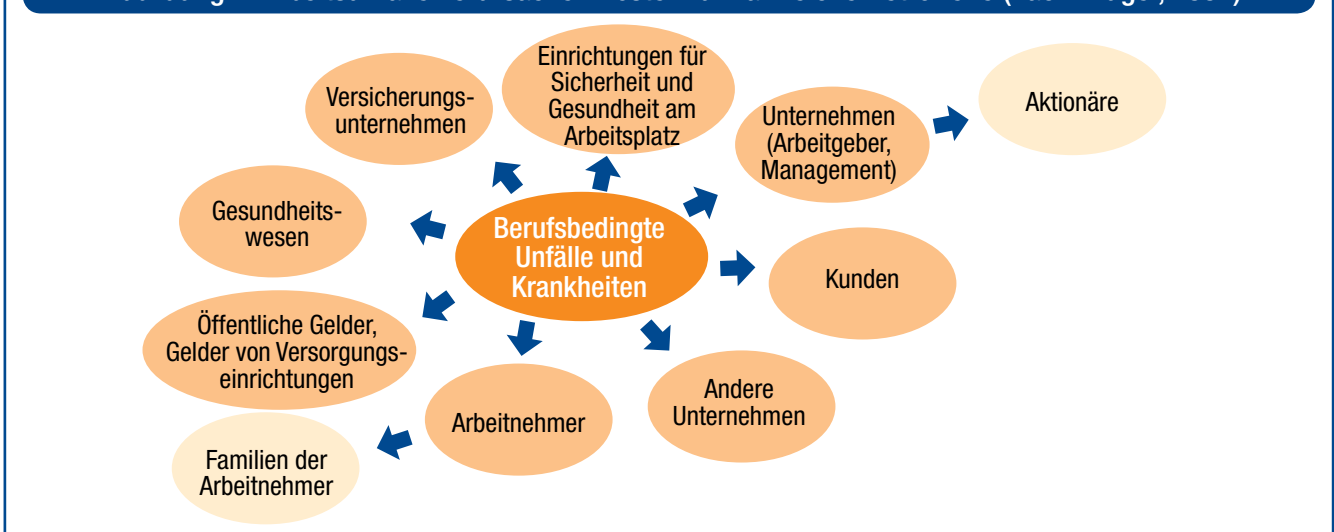 Einrichtungen für
Sicherheit und
Gesundheit am
Arbeitsplatz
Versicherungs-
unternehmen
Unternehmen
(Arbeitgeber,
Management)
Aktionäre
Gesundheits-
wesen
Berufsbedingte
Unfälle und
Krankheiten
Kunden
Öffentliche Gelder,
Gelder von Versorgungs-
einrichtungen
Andere
Unternehmen
Arbeitnehmer
Familien der
Arbeitnehmer